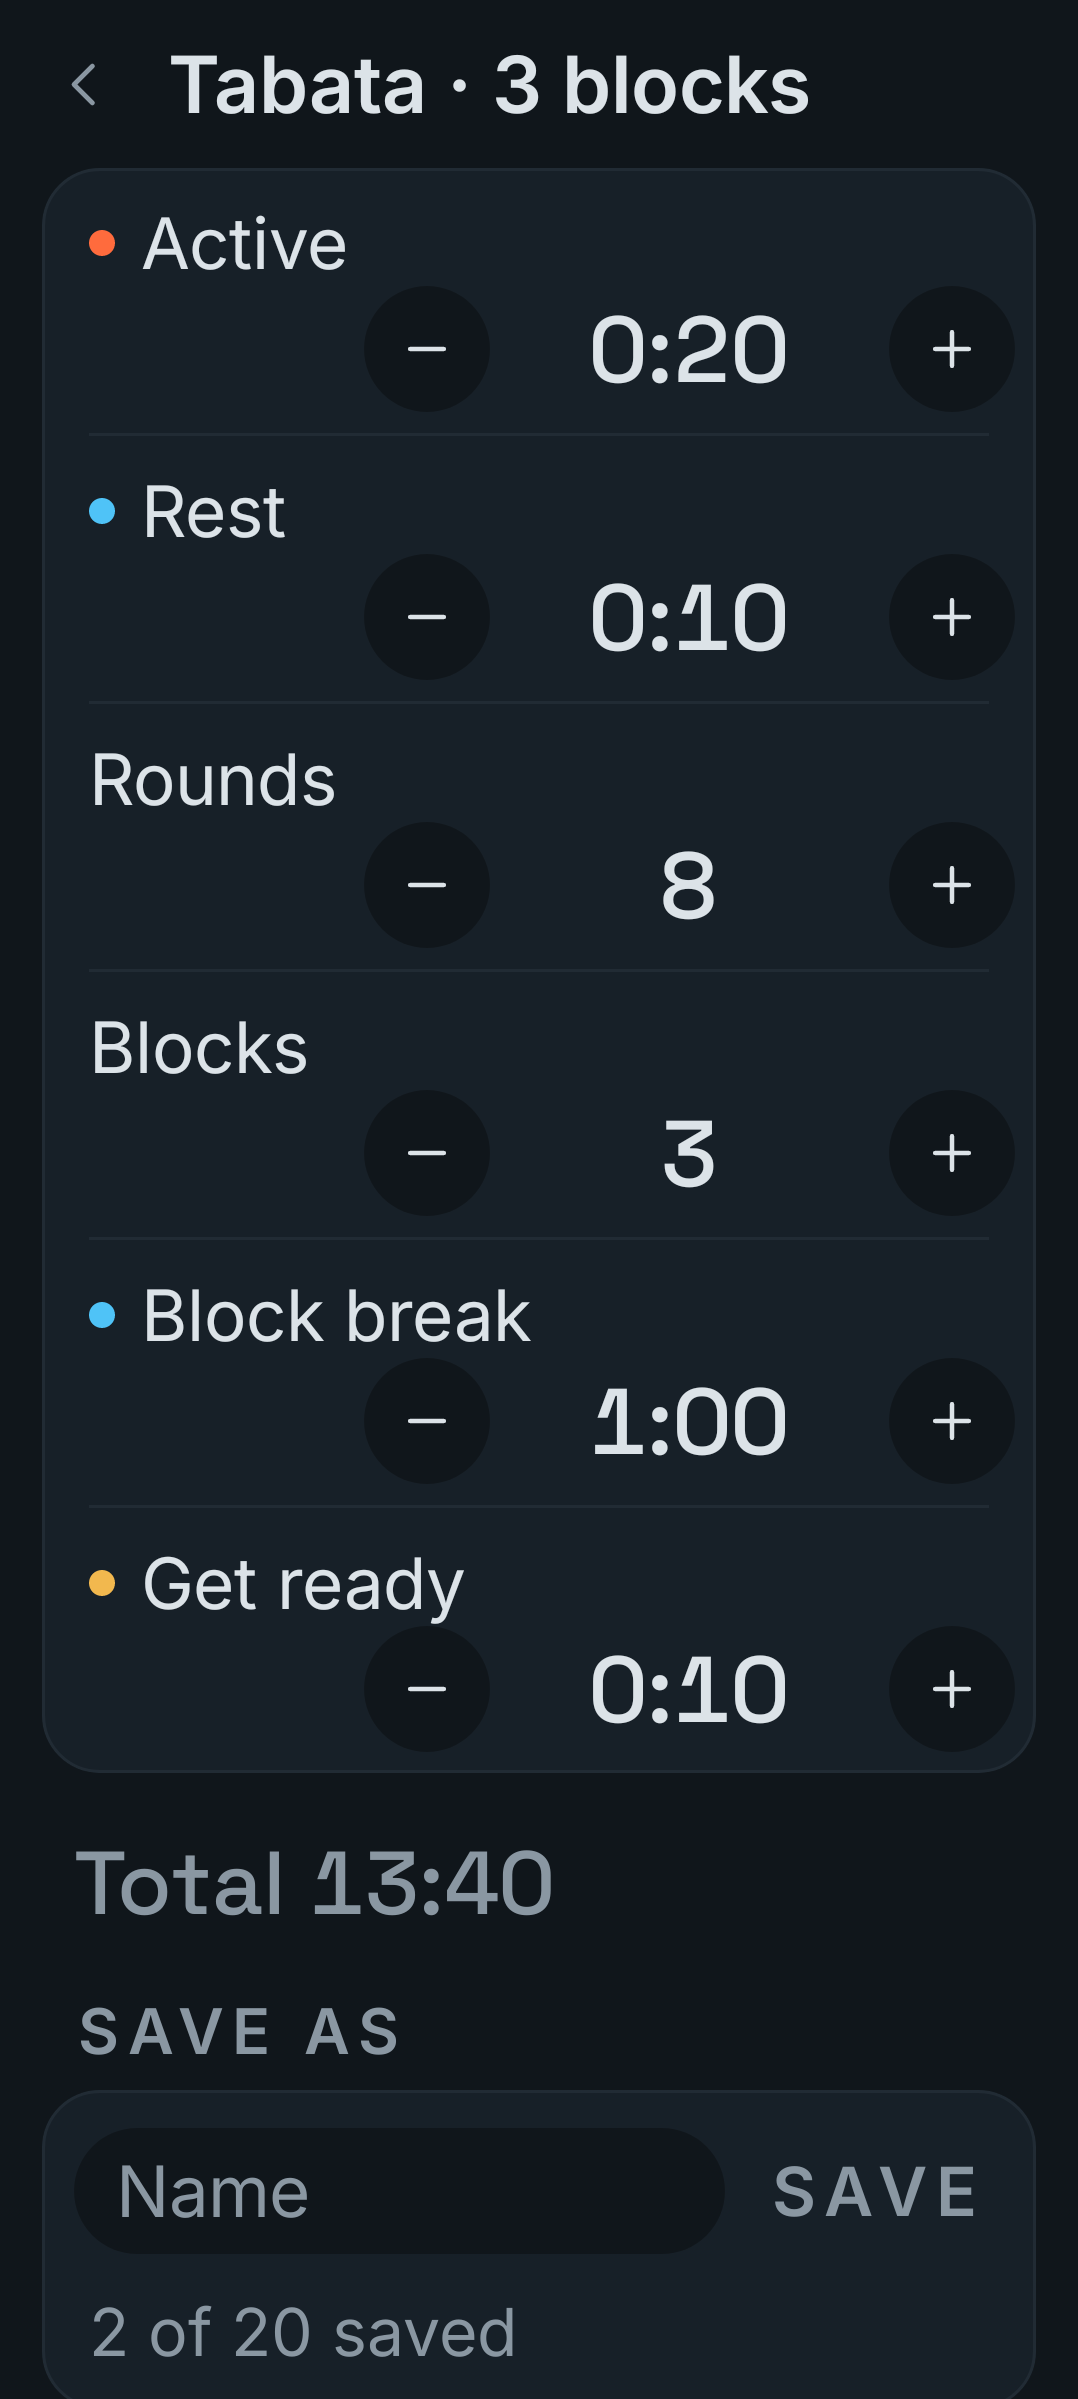 Tabata · 3 blocks
Active
− 0:20 +
Rest
− 0:10 +
Rounds
− 8 +
Blocks
− 3 +
Block break
− 1:00 +
Get ready
− 0:10 +
Total 13:40
SAVE AS
Name SAVE
2 of 20 saved